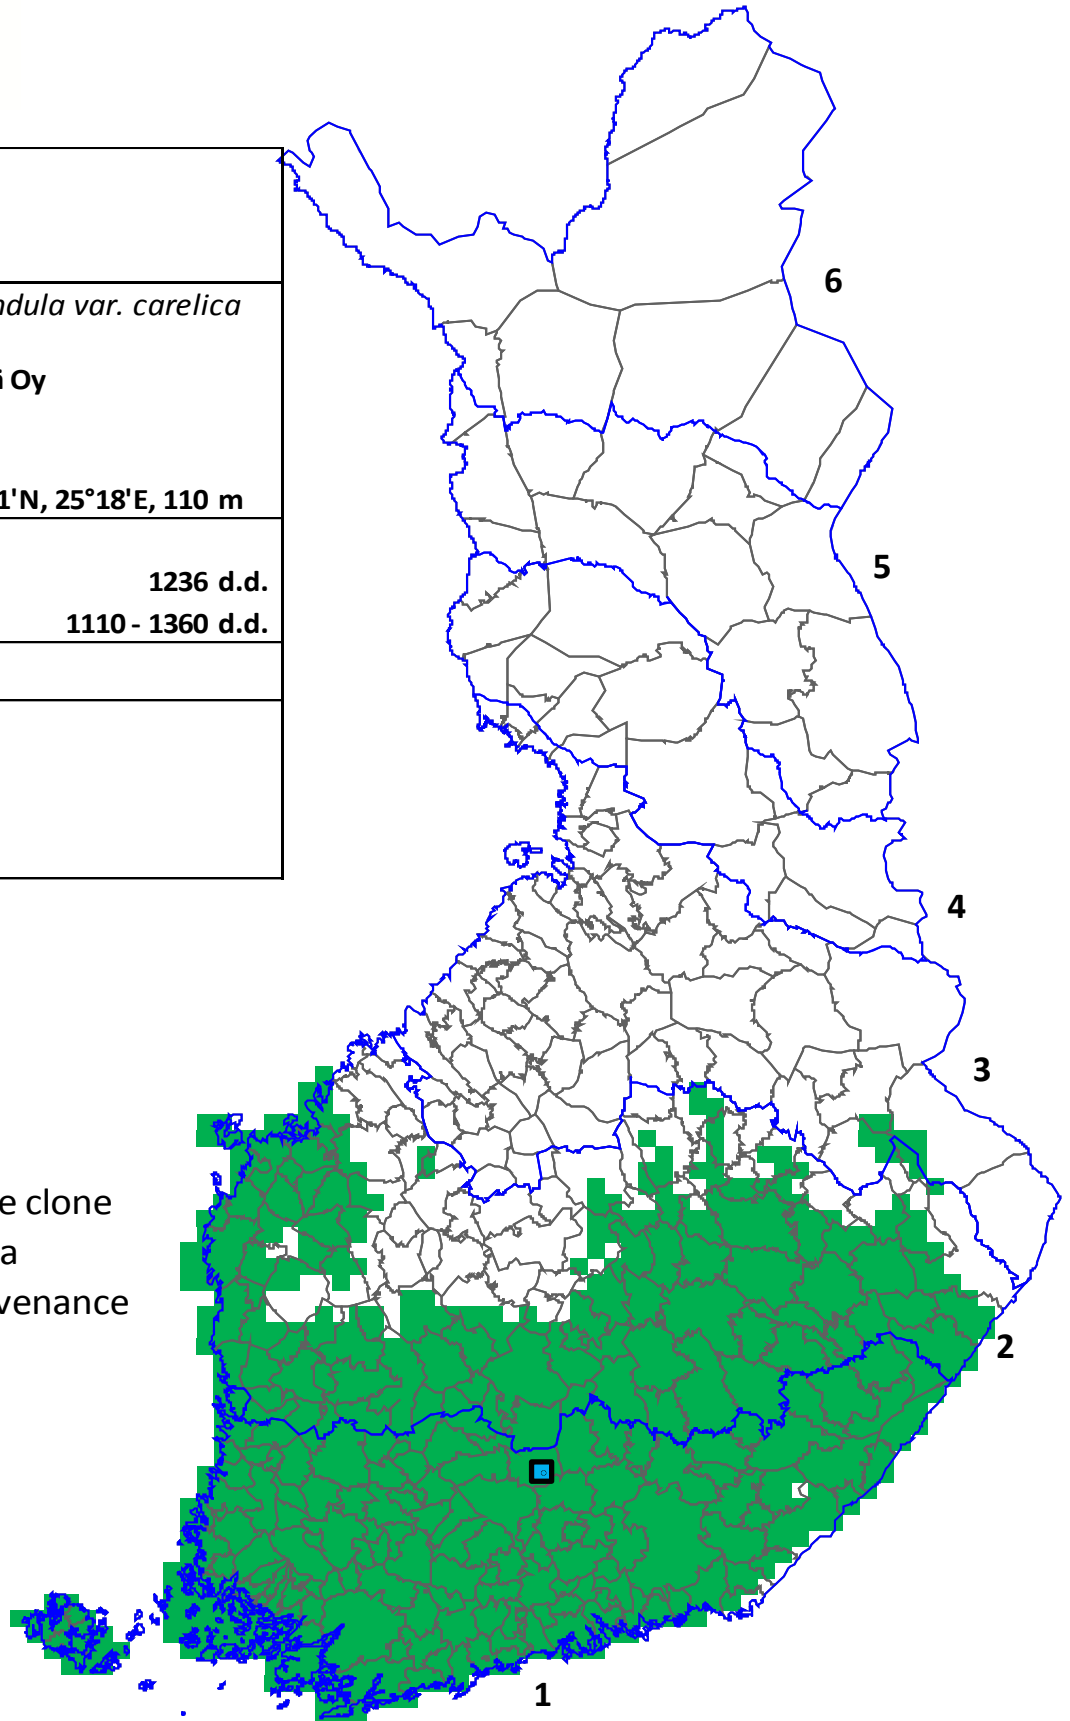 ndula var. carelica
i Oy
1'N, 25°18'E, 110 m
1236 d.d.
1110 - 1360 d.d.
6
5
4
3
e clone
a
venance
2
1